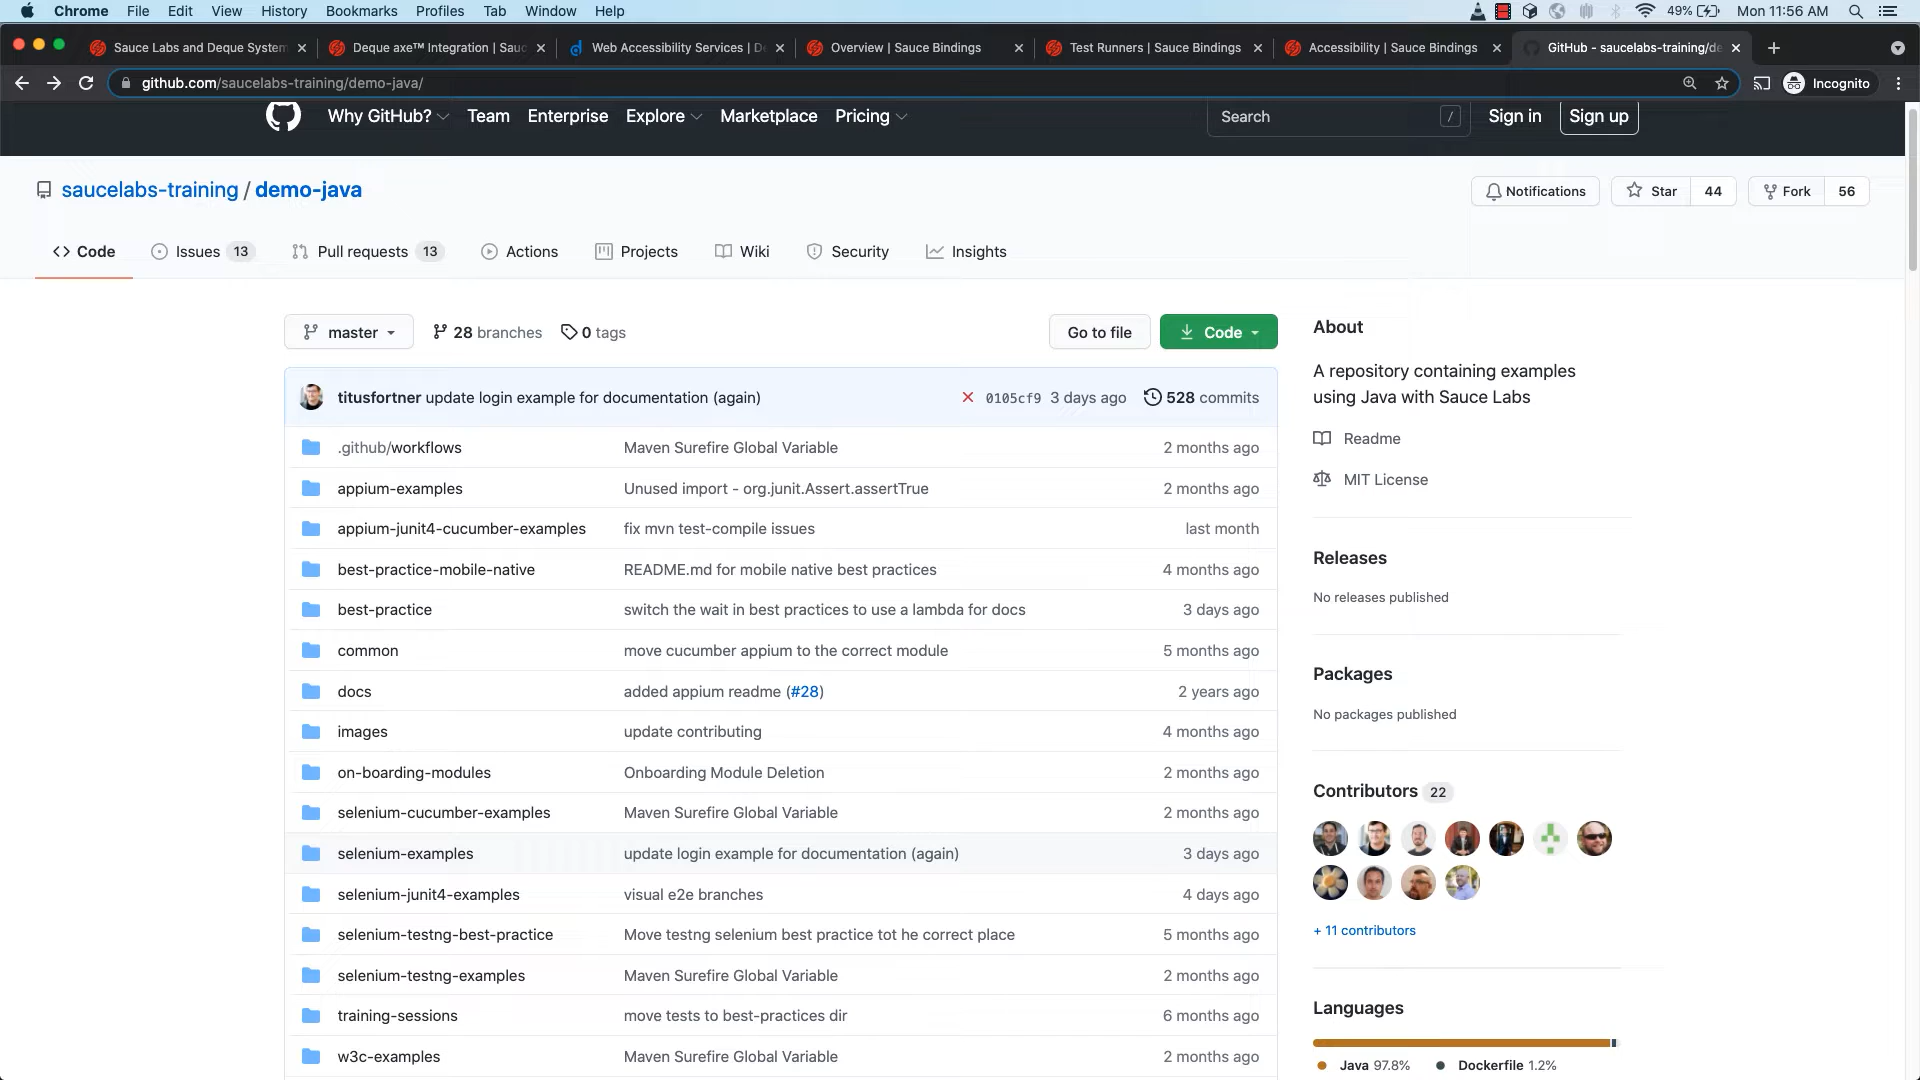 Chrome File Edit View History Bookmarks Profiles Tab Window Help 49% Mon 11:56 AM
Sauce Labs and Deque System Deque axe™ Integration | Sauc Web Accessibility Services | De Overview | Sauce Bindings Test Runners | Sauce Bindings Accessibility | Sauce Bindings GitHub - saucelabs-training/de
github.com/saucelabs-training/demo-java/ Incognito
Why GitHub? Team Enterprise Explore Marketplace Pricing Search / Sign in Sign up
saucelabs-training / demo-java Notifications Star 44 Fork 56
Code Issues 13 Pull requests 13 Actions Projects Wiki Security Insights
master 28 branches 0 tags Go to file Code
titusfortner update login example for documentation (again) 0105cf9 3 days ago 528 commits
.github/workflows Maven Surefire Global Variable 2 months ago
appium-examples Unused import - org.junit.Assert.assertTrue 2 months ago
appium-junit4-cucumber-examples fix mvn test-compile issues last month
best-practice-mobile-native README.md for mobile native best practices 4 months ago
best-practice switch the wait in best practices to use a lambda for docs 3 days ago
common move cucumber appium to the correct module 5 months ago
docs added appium readme (#28) 2 years ago
images update contributing 4 months ago
on-boarding-modules Onboarding Module Deletion 2 months ago
selenium-cucumber-examples Maven Surefire Global Variable 2 months ago
selenium-examples update login example for documentation (again) 3 days ago
selenium-junit4-examples visual e2e branches 4 days ago
selenium-testng-best-practice Move testng selenium best practice tot he correct place 5 months ago
selenium-testng-examples Maven Surefire Global Variable 2 months ago
training-sessions move tests to best-practices dir 6 months ago
w3c-examples Maven Surefire Global Variable 2 months ago
About
A repository containing examples
using Java with Sauce Labs
Readme
MIT License
Releases
No releases published
Packages
No packages published
Contributors 22
+ 11 contributors
Languages
Java 97.8% Dockerfile 1.2%